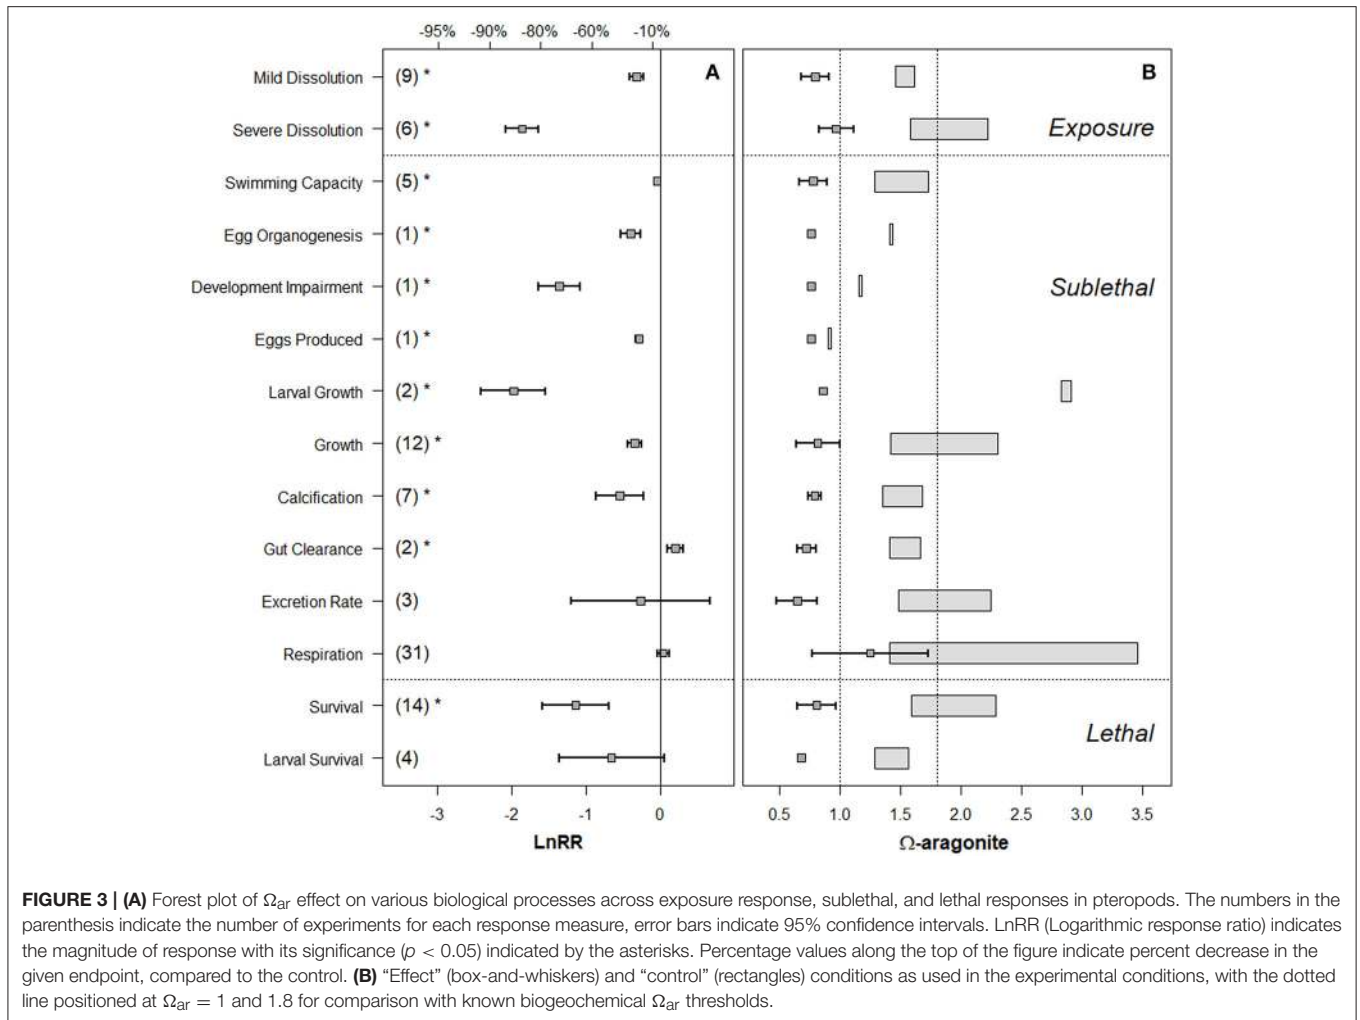 -95% -90% -80% -60% -10%
A
B
Mild Dissolution (9) *
Severe Dissolution (6) *
Exposure
Swimming Capacity (5) *
Egg Organogenesis (1) *
Development Impairment (1) *
Sublethal
Eggs Produced (1) *
Larval Growth (2) *
Growth (12) *
Calcification (7) *
Gut Clearance (2) *
Excretion Rate (3)
Respiration (31)
Survival (14) *
Lethal
Larval Survival (4)
-3 -2 -1 0
LnRR
0.5 1.0 1.5 2.0 2.5 3.0 3.5
Ω-aragonite
FIGURE 3 | (A) Forest plot of Ωar effect on various biological processes across exposure response, sublethal, and lethal responses in pteropods. The numbers in the
parenthesis indicate the number of experiments for each response measure, error bars indicate 95% confidence intervals. LnRR (Logarithmic response ratio) indicates
the magnitude of response with its significance (p < 0.05) indicated by the asterisks. Percentage values along the top of the figure indicate percent decrease in the
given endpoint, compared to the control. (B) “Effect” (box-and-whiskers) and “control” (rectangles) conditions as used in the experimental conditions, with the dotted
line positioned at Ωar = 1 and 1.8 for comparison with known biogeochemical Ωar thresholds.